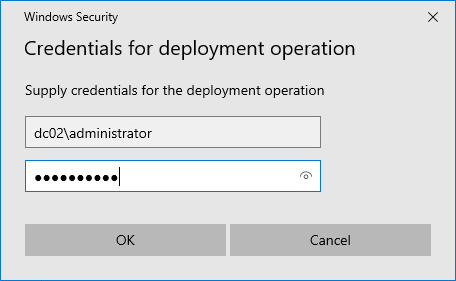 Windows Security
Credentials for deployment operation
Supply credentials for the deployment operation
dc02\administrator
●●●●●●●●●●
OK
Cancel